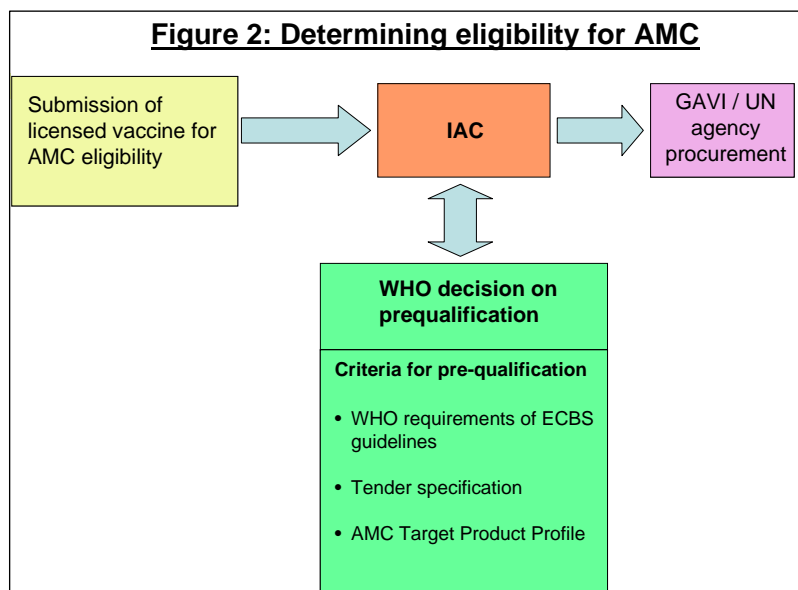 Figure 2: Determining eligibility for AMC
Submission of
licensed vaccine for
AMC eligibility
IAC
GAVI / UN
agency
procurement
WHO decision on
prequalification
Criteria for pre-qualification
• WHO requirements of ECBS
guidelines
• Tender specification
• AMC Target Product Profile